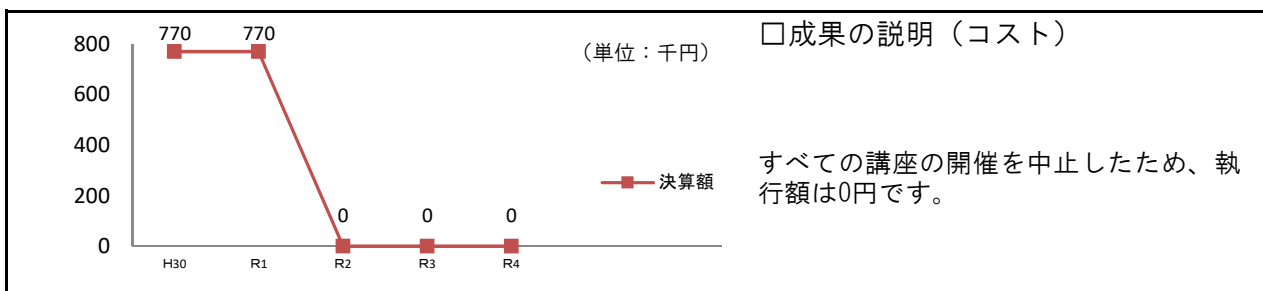 770 770
800
600
400
200
0
(単位：千円)
決算額
0 0 0
H30 R1 R2 R3 R4
□成果の説明（コスト）
すべての講座の開催を中止したため、執
行額は0円です。